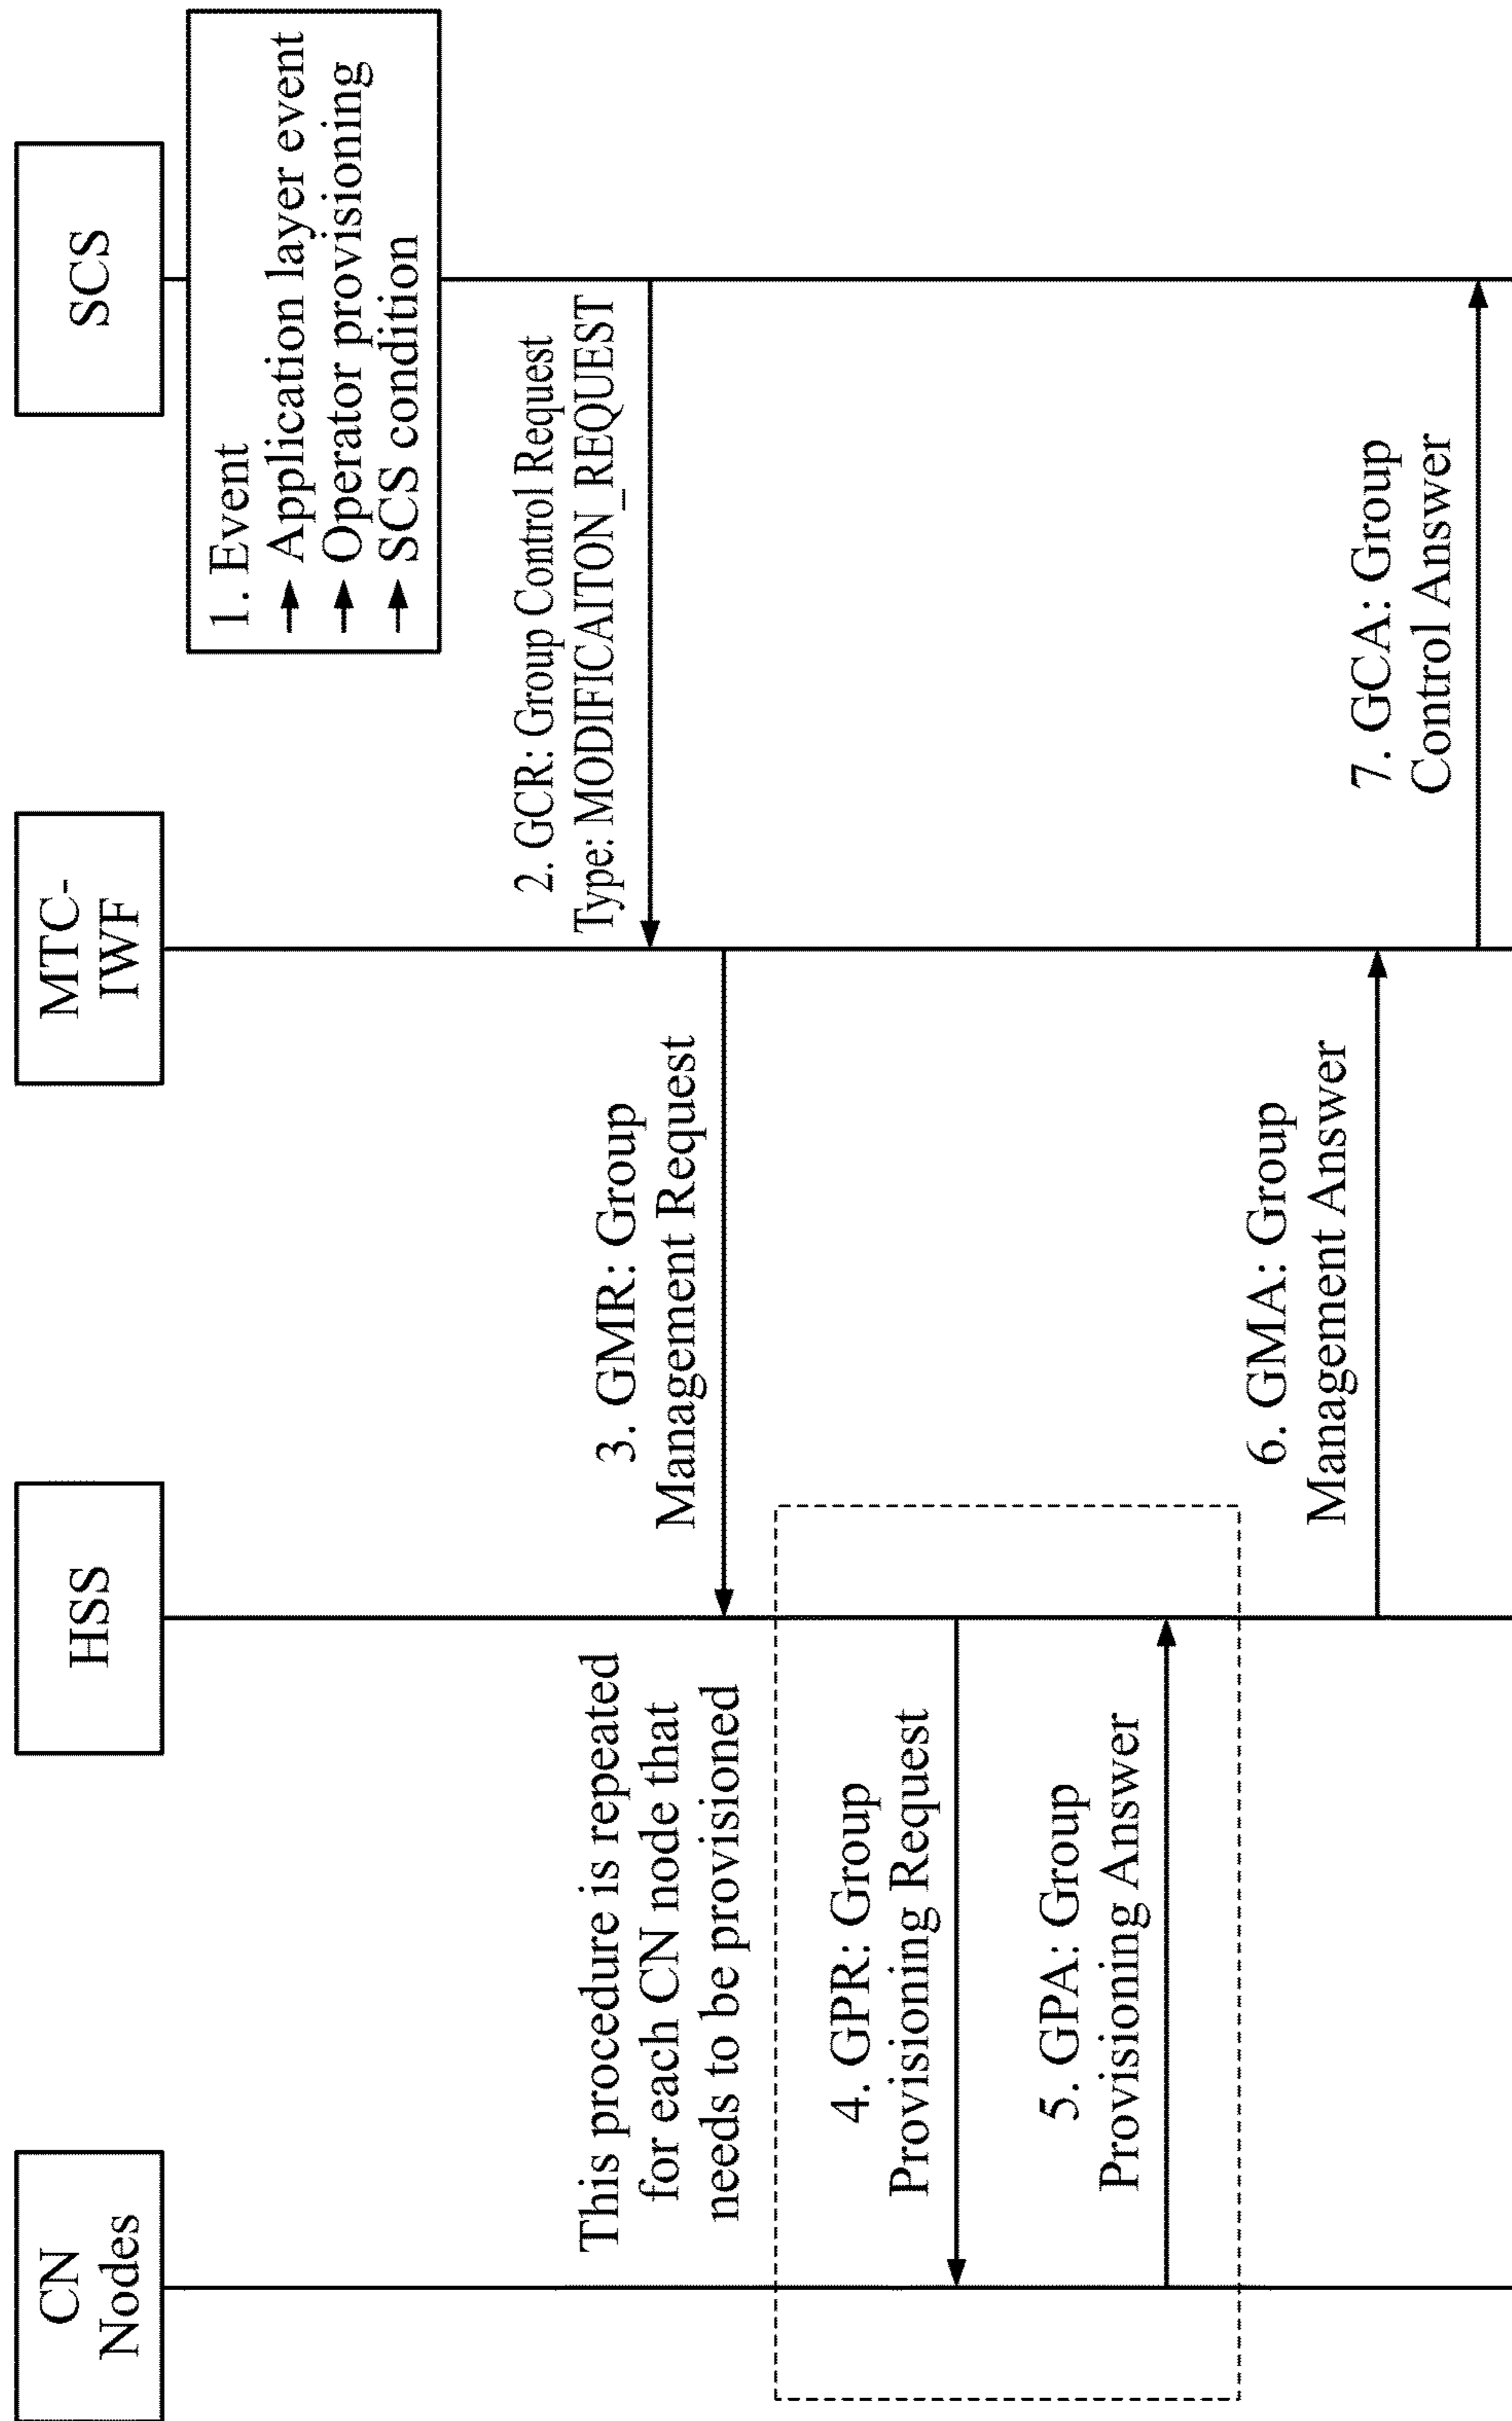 CN
Nodes
HSS
MTC-
IWF
SCS
1. Event
Application layer event
Operator provisioning
SCS condition
2. GCR: Group Control Request
Type: MODIFICAITON_REQUEST
3. GMR: Group
Management Request
This procedure is repeated
for each CN node that
needs to be provisioned
4. GPR: Group
Provisioning Request
5. GPA: Group
Provisioning Answer
6. GMA: Group
Management Answer
7. GCA: Group
Control Answer